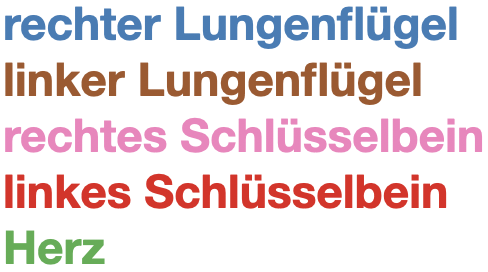 rechter Lungenflügel
linker Lungenflügel
rechtes Schlüsselbein
linkes Schlüsselbein
Herz